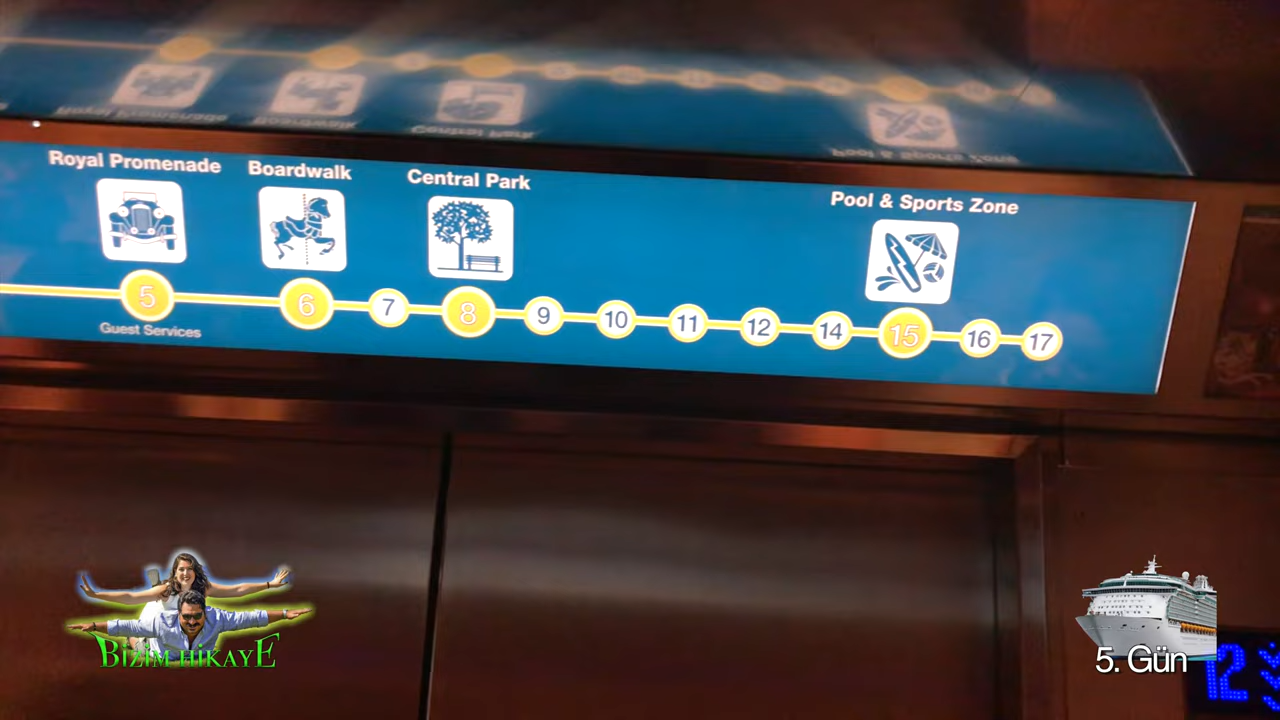 Royal Promenade
Boardwalk
Central Park
Pool & Sports Zone
5 6 7 8 9 10 11 12 14 15 16 17
Guest Services
BİZİM HİKAYE
5. Gün
12